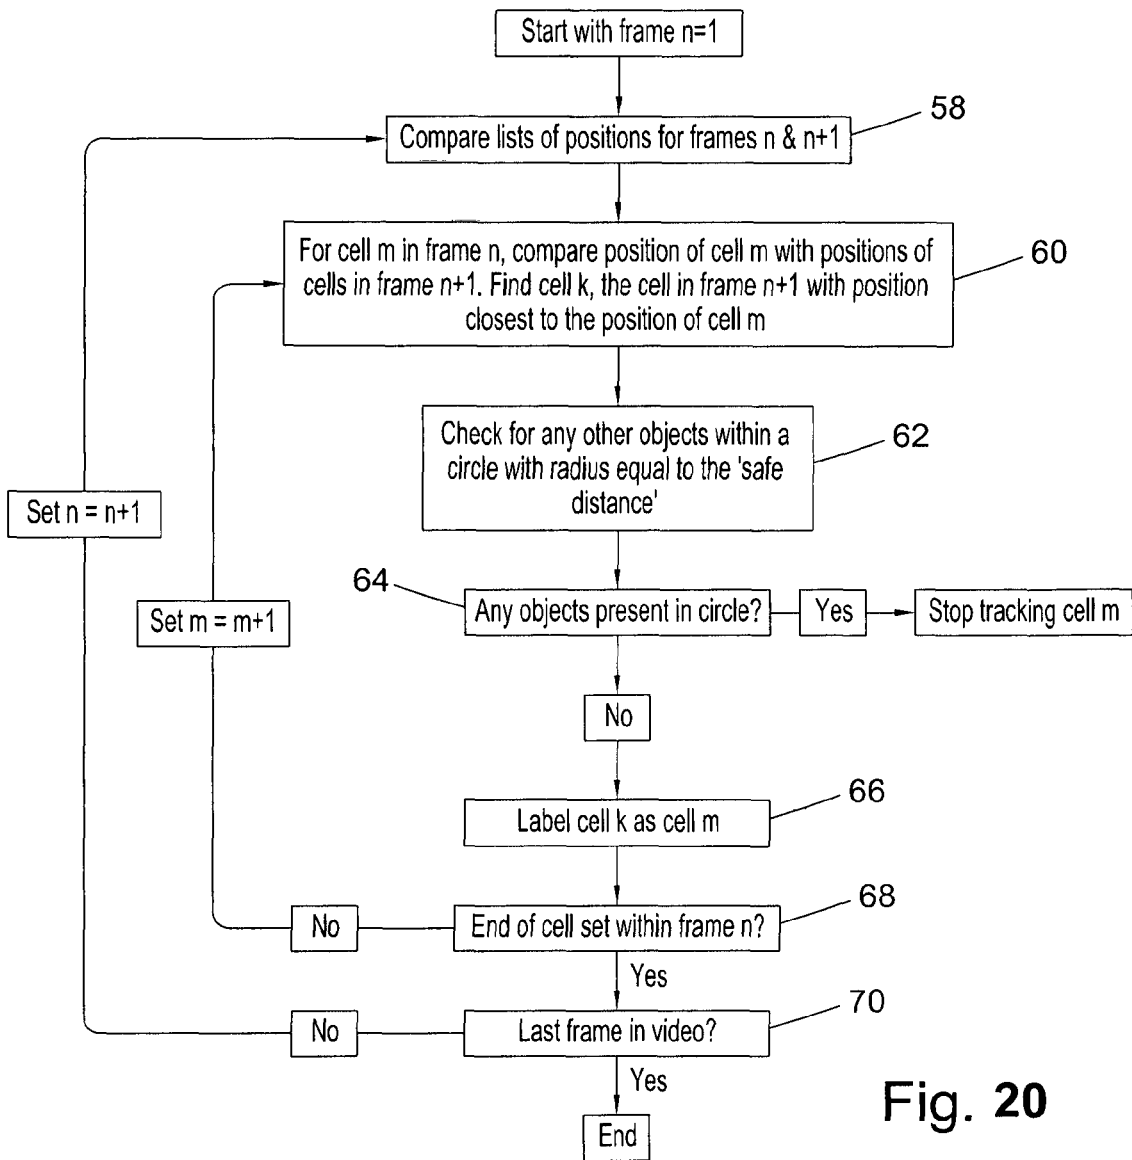 Start with frame n=1
58
Compare lists of positions for frames n & n+1
For cell m in frame n, compare position of cell m with positions of
cells in frame n+1. Find cell k, the cell in frame n+1 with position
closest to the position of cell m
60
Check for any other objects within a
circle with radius equal to the 'safe
distance'
62
Set n = n+1
64
Any objects present in circle?
Yes
Stop tracking cell m
Set m = m+1
No
66
Label cell k as cell m
68
End of cell set within frame n?
No
Yes
70
Last frame in video?
No
Yes
End
Fig. 20